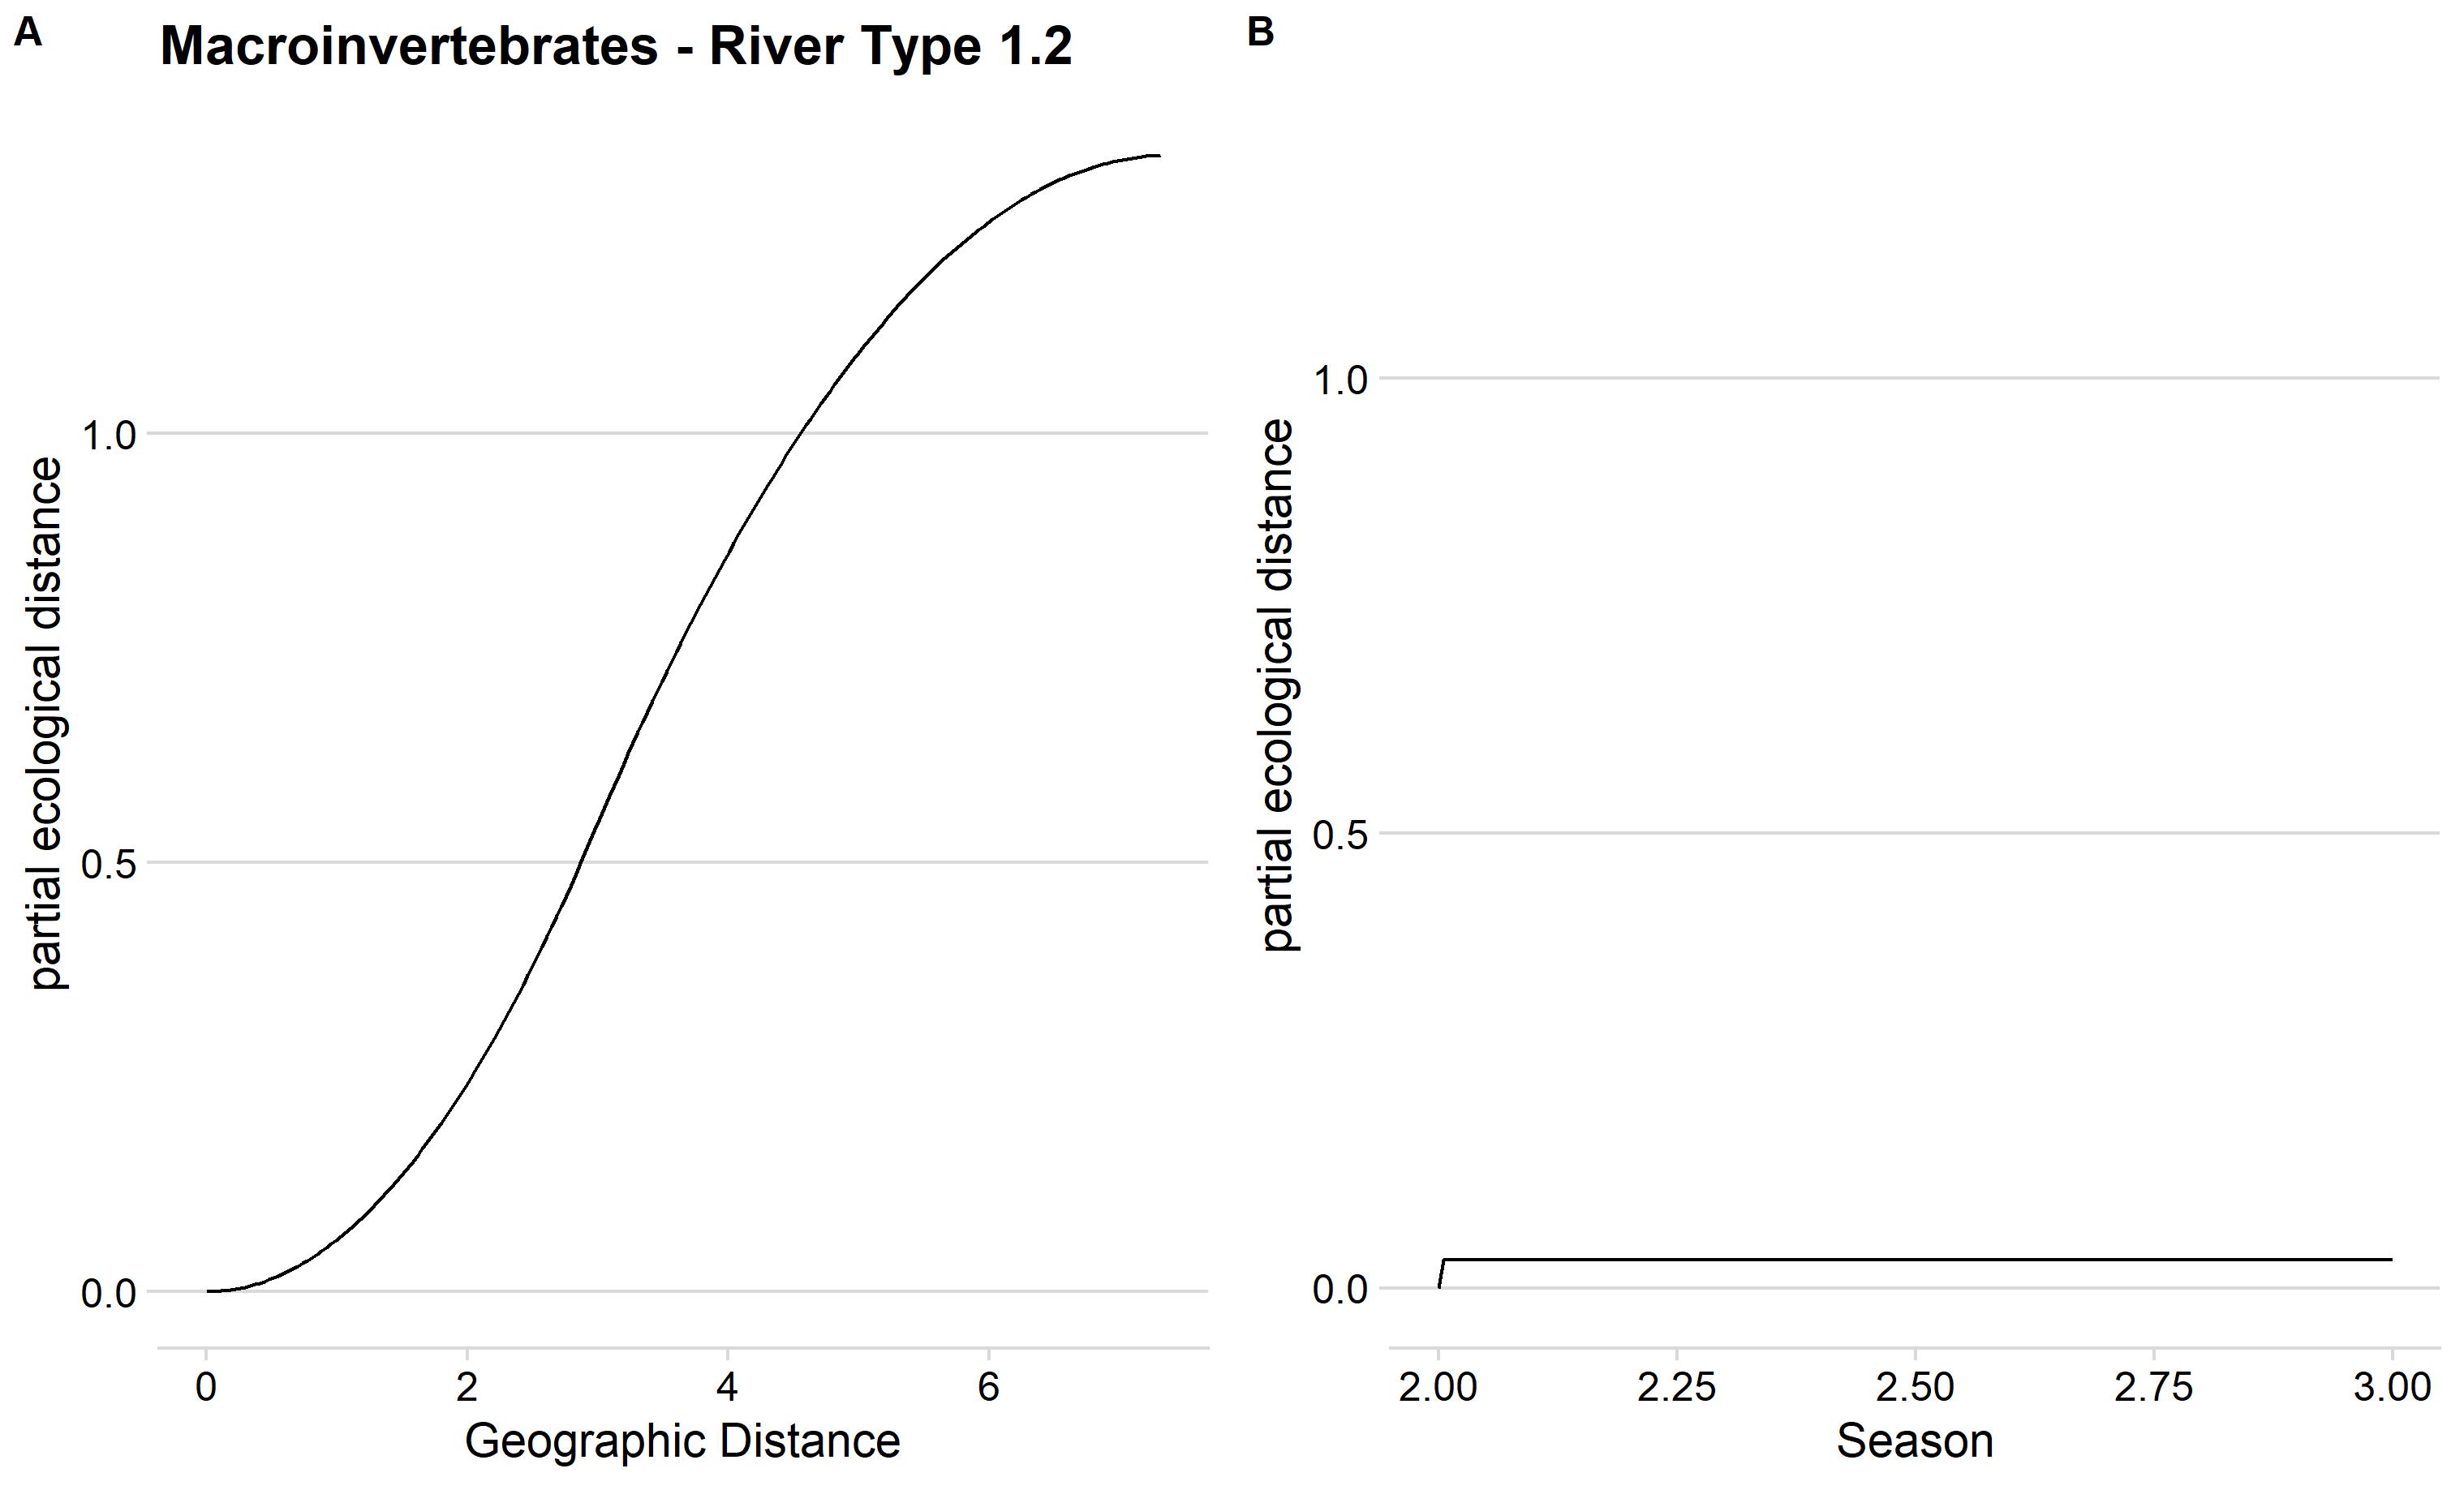 A
Macroinvertebrates - River Type 1.2
partial ecological distance
1.0
0.5
0.0
0 2 4 6
Geographic Distance
B
partial ecological distance
1.0
0.5
0.0
2.00 2.25 2.50 2.75 3.00
Season